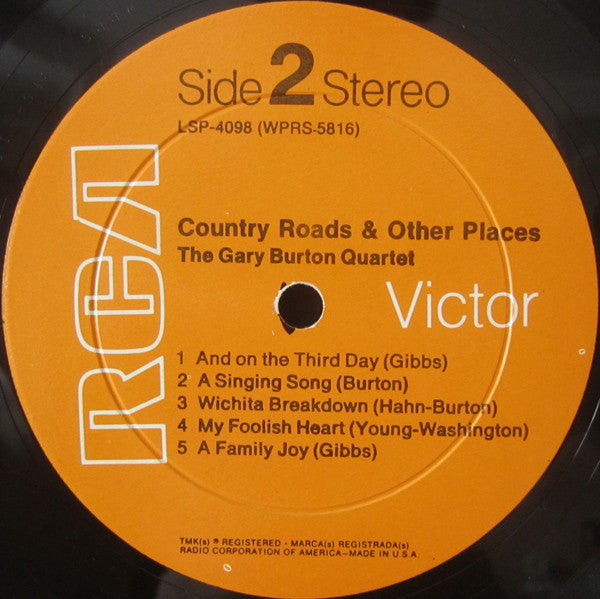 Side 2 Stereo
LSP-4098 (WPRS-5816)
RCA
Country Roads & Other Places
The Gary Burton Quartet
Victor
1 And on the Third Day (Gibbs)
2 A Singing Song (Burton)
3 Wichita Breakdown (Hahn-Burton)
4 My Foolish Heart (Young-Washington)
5 A Family Joy (Gibbs)
TMK(s) ® REGISTERED • MARCA(s) REGISTRADA(s)
RADIO CORPORATION OF AMERICA–MADE IN U.S.A.